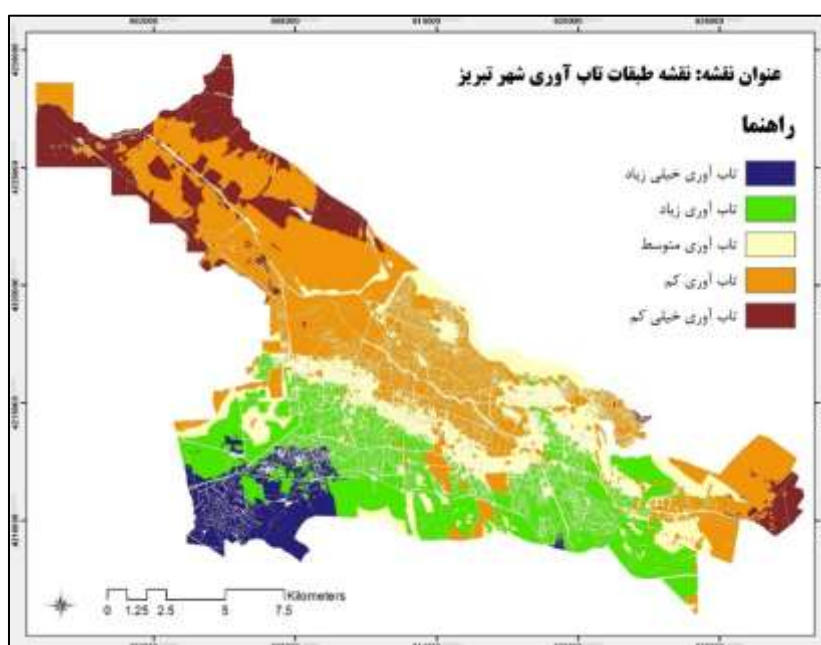 عنوان نقشه: نقشه طبقات تاب آوری شهر تبریز
راهنما
تاب آوری خیلی زیاد
تاب آوری زیاد
تاب آوری متوسط
تاب آوری کم
تاب آوری خیلی کم
Kilometers
0 1.25 2.5 5 7.5